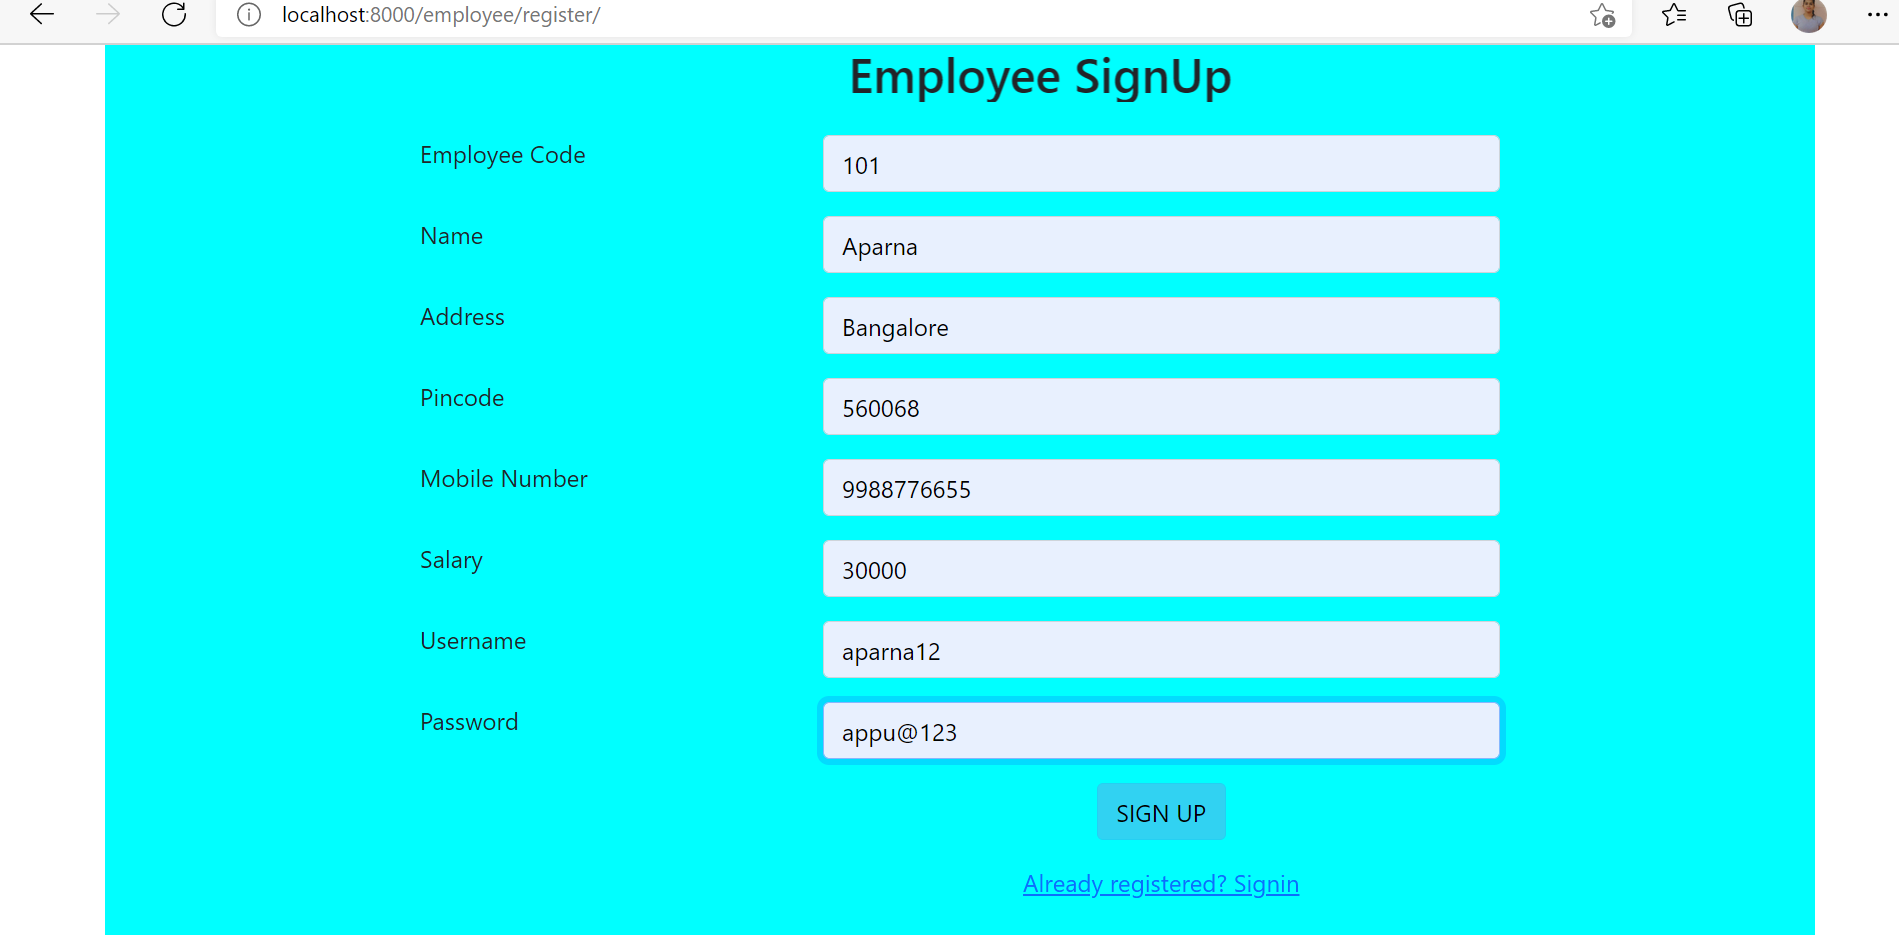 localhost:8000/employee/register/
Employee SignUp
Employee Code 101
Name Aparna
Address Bangalore
Pincode 560068
Mobile Number 9988776655
Salary 30000
Username aparna12
Password appu@123
SIGN UP
Already registered? Signin